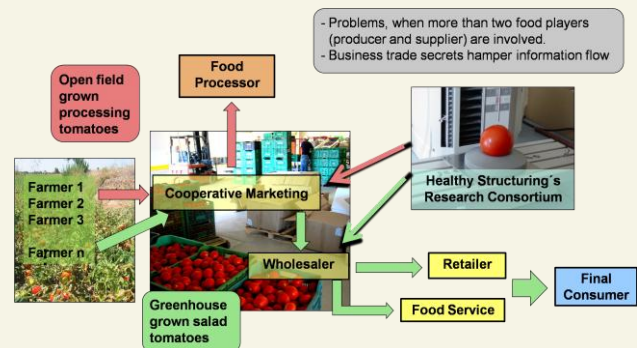 - Problems, when more than two food players
(producer and supplier) are involved.
- Business trade secrets hamper information flow
Food
Processor
Open field
grown
processing
tomatoes
Farmer 1
Farmer 2
Farmer 3
Farmer n
Cooperative Marketing
Healthy Structuring´s
Research Consortium
Wholesaler
Retailer
Food Service
Final
Consumer
Greenhouse
grown salad
tomatoes